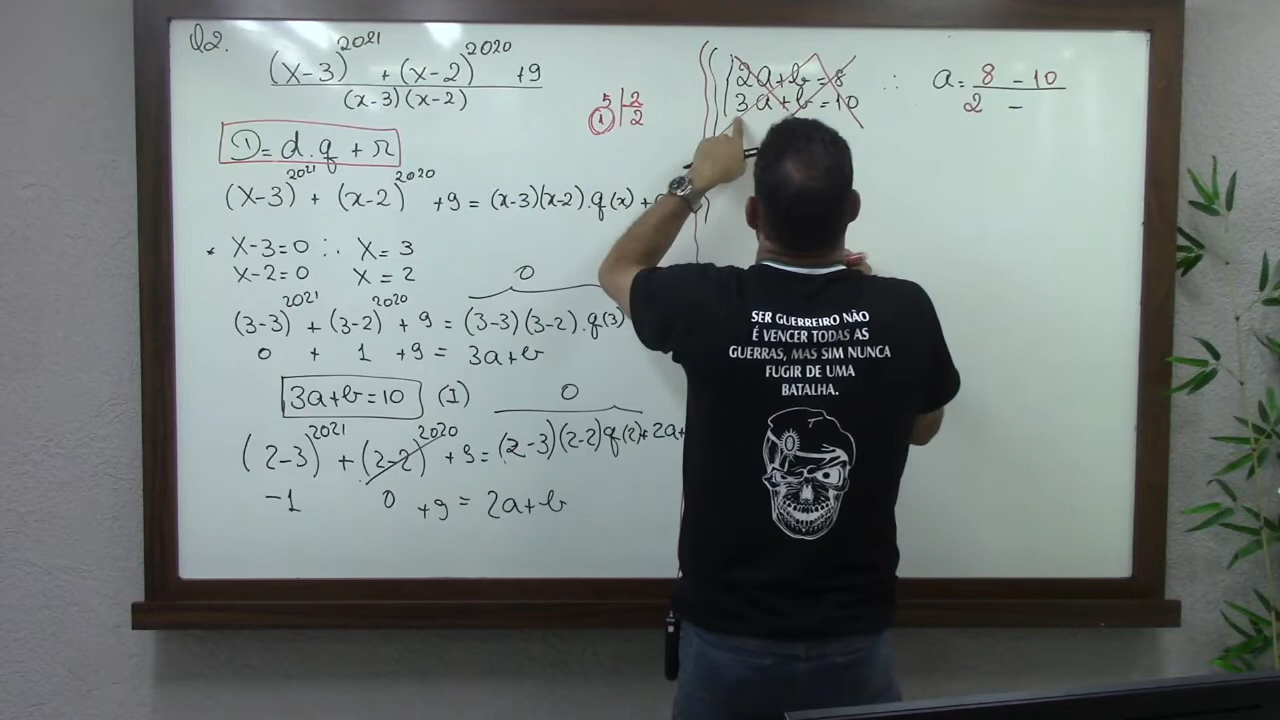 Q2.
(x-3)^2021 + (x-2)^2020 + 9
(x-3)(x-2)
D = d.q + r
(x-3)^2021 + (x-2)^2020 + 9 = (x-3)(x-2).q(x) +
* x-3=0 ∴ x=3
x-2=0 x=2
0
(3-3)^2021 + (3-2)^2020 + 9 = (3-3)(3-2).q(3)
0 + 1 + 9 = 3a+b
3a+b=10 (I)
0
(2-3)^2021 + (2-2)^2020 + 9 = (2-3)(2-2)q(2)+2a+
-1 0 +9 = 2a+b
5 | 2
1 2
2a+b=8
3a+b=10
∴ a= 8 - 10
2 -
SER GUERREIRO NÃO
É VENCER TODAS AS
GUERRAS, MAS SIM NUNCA
FUGIR DE UMA
BATALHA.